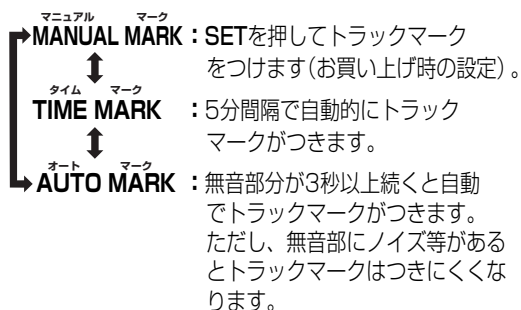 マニュアル マーク
MANUAL MARK：SETを押してトラックマーク
をつけます（お買い上げ時の設定）。
タイム マーク
TIME MARK ：5分間隔で自動的にトラック
マークがつきます。
オート マーク
AUTO MARK ：無音部分が3秒以上続くと自動
でトラックマークがつきます。
ただし、無音部にノイズ等がある
とトラックマークはつきにくくな
ります。